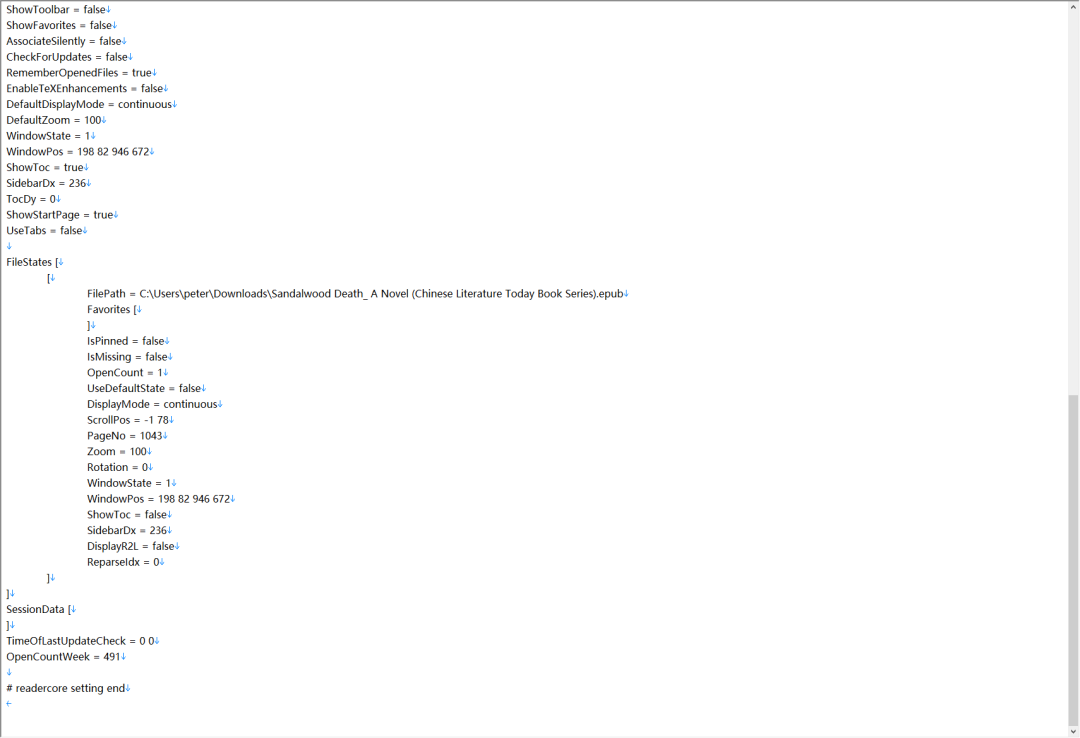 ShowToolbar = false↓
ShowFavorites = false↓
AssociateSilently = false↓
CheckForUpdates = false↓
RememberOpenedFiles = true↓
EnableTeXEnhancements = false↓
DefaultDisplayMode = continuous↓
DefaultZoom = 100↓
WindowState = 1↓
WindowPos = 198 82 946 672↓
ShowToc = true↓
SidebarDx = 236↓
TocDy = 0↓
ShowStartPage = true↓
UseTabs = false↓
↓
FileStates [↓
[↓
FilePath = C:\Users\peter\Downloads\Sandalwood Death_ A Novel (Chinese Literature Today Book Series).epub↓
Favorites [↓
]↓
IsPinned = false↓
IsMissing = false↓
OpenCount = 1↓
UseDefaultState = false↓
DisplayMode = continuous↓
ScrollPos = -1 78↓
PageNo = 1043↓
Zoom = 100↓
Rotation = 0↓
WindowState = 1↓
WindowPos = 198 82 946 672↓
ShowToc = false↓
SidebarDx = 236↓
DisplayR2L = false↓
ReparseIdx = 0↓
]↓
]↓
SessionData [↓
]↓
TimeOfLastUpdateCheck = 0 0↓
OpenCountWeek = 491↓
↓
# readercore setting end↓
←